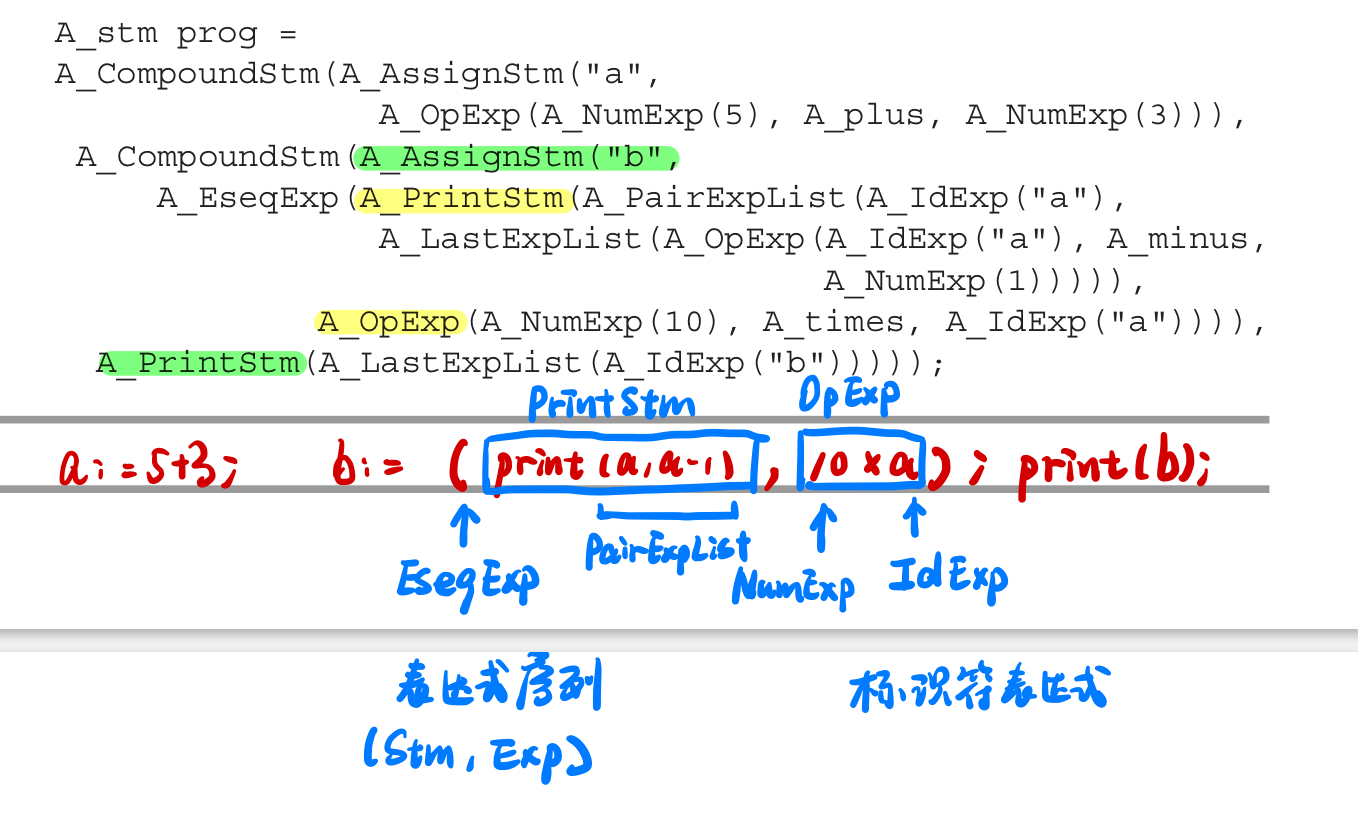 A_stm prog =
A_CompoundStm(A_AssignStm("a",
A_OpExp(A_NumExp(5), A_plus, A_NumExp(3))),
A_CompoundStm(A_AssignStm("b",
A_EseqExp(A_PrintStm(A_PairExpList(A_IdExp("a"),
A_LastExpList(A_OpExp(A_IdExp("a"), A_minus,
A_NumExp(1))))),
A_OpExp(A_NumExp(10), A_times, A_IdExp("a")))),
A_PrintStm(A_LastExpList(A_IdExp("b")))));
PrintStm OpExp
a:=5+3; b:= (print(a,a-1), 10×a); print(b);
EseqExp PairExpList NumExp IdExp
表达式序列 标识符表达式
(Stm, Exp)